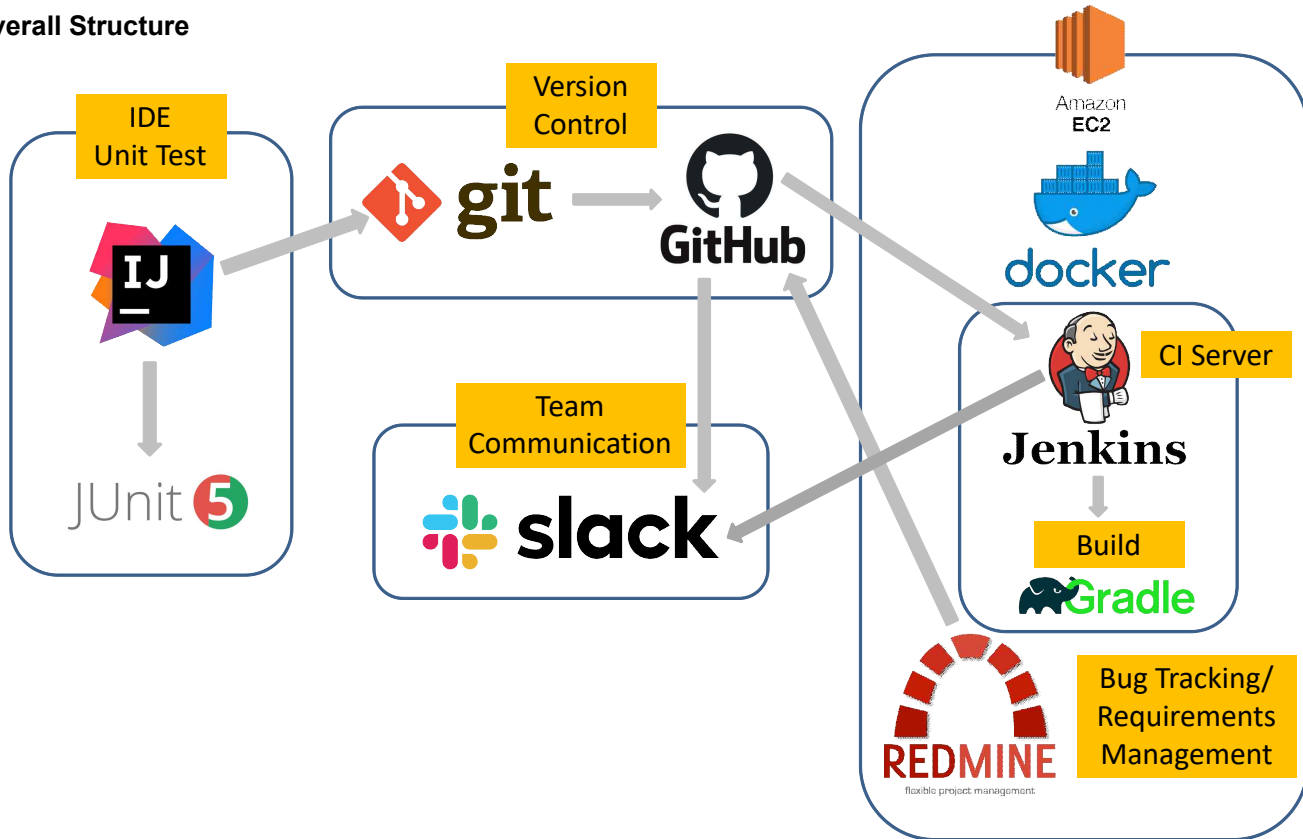 verall Structure
IDE
Unit Test
IJ
JUnit 5
Version
Control
git
GitHub
Team
Communication
slack
Amazon
EC2
docker
CI Server
Jenkins
Build
Gradle
REDMINE
flexible project management
Bug Tracking/
Requirements
Management